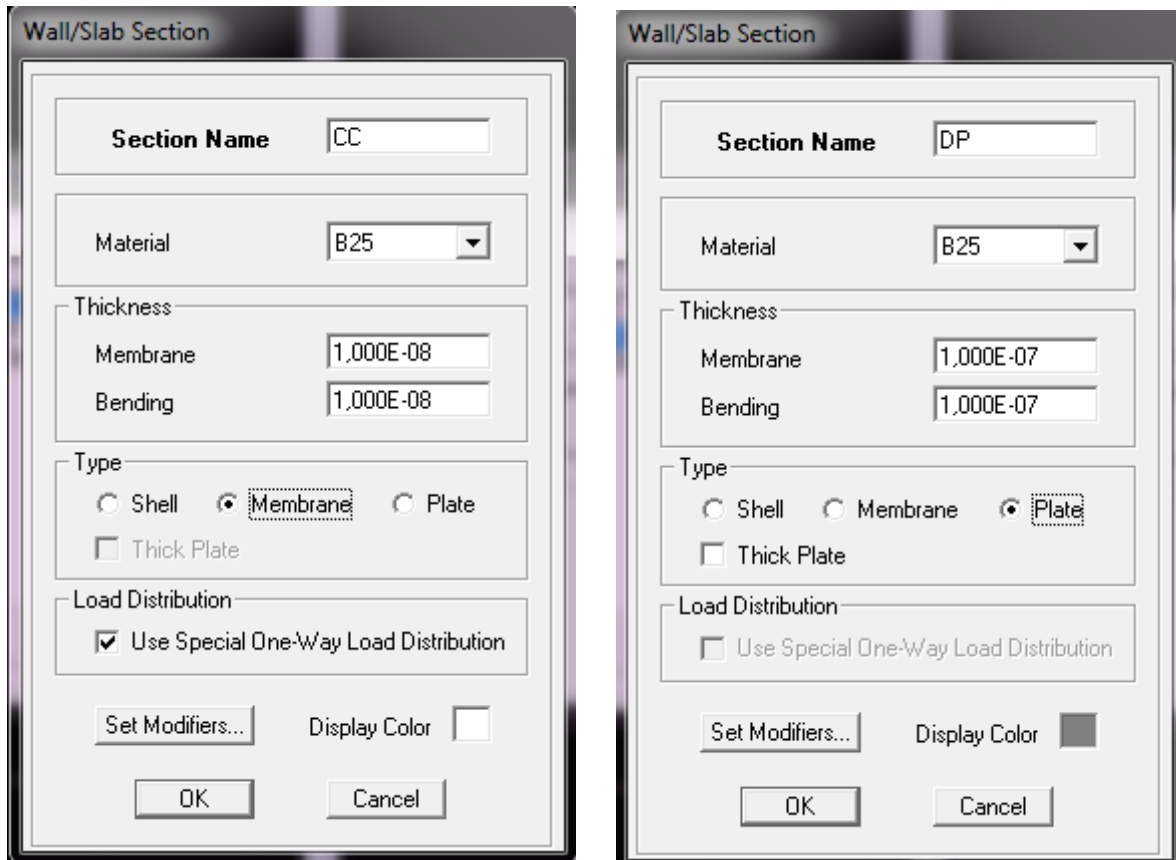 Wall/Slab Section
Section Name CC
Material B25
Thickness
Membrane 1,000E-08
Bending 1,000E-08
Type
Shell Membrane Plate
Thick Plate
Load Distribution
Use Special One-Way Load Distribution
Set Modifiers... Display Color
OK Cancel
Wall/Slab Section
Section Name DP
Material B25
Thickness
Membrane 1,000E-07
Bending 1,000E-07
Type
Shell Membrane Plate
Thick Plate
Load Distribution
Use Special One-Way Load Distribution
Set Modifiers... Display Color
OK Cancel